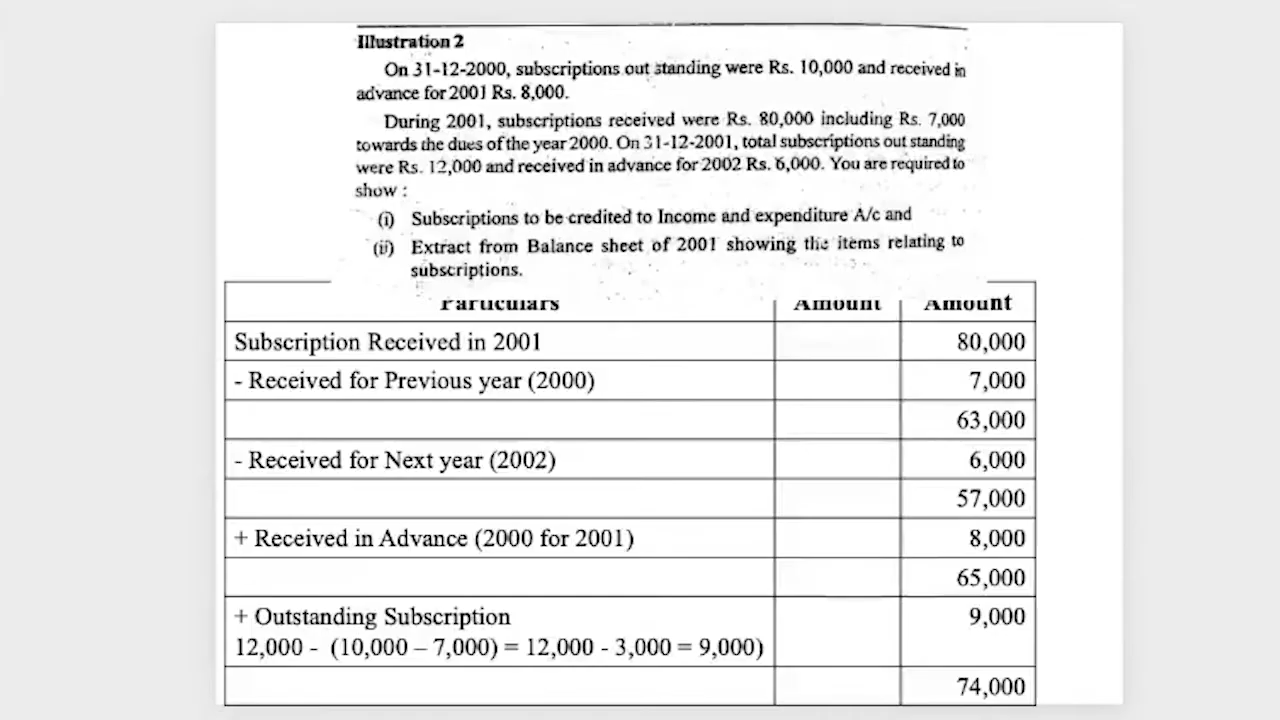 Illustration 2
On 31-12-2000, subscriptions out standing were Rs. 10,000 and received in
advance for 2001 Rs. 8,000.
During 2001, subscriptions received were Rs. 80,000 including Rs. 7,000
towards the dues of the year 2000. On 31-12-2001, total subscriptions out standing
were Rs. 12,000 and received in advance for 2002 Rs. 6,000. You are required to
show :
(i) Subscriptions to be credited to Income and expenditure A/c and
(ii) Extract from Balance sheet of 2001 showing the items relating to
subscriptions.
Particulars Amount Amount
Subscription Received in 2001 80,000
- Received for Previous year (2000) 7,000
63,000
- Received for Next year (2002) 6,000
57,000
+ Received in Advance (2000 for 2001) 8,000
65,000
+ Outstanding Subscription 9,000
12,000 - (10,000 – 7,000) = 12,000 - 3,000 = 9,000)
74,000